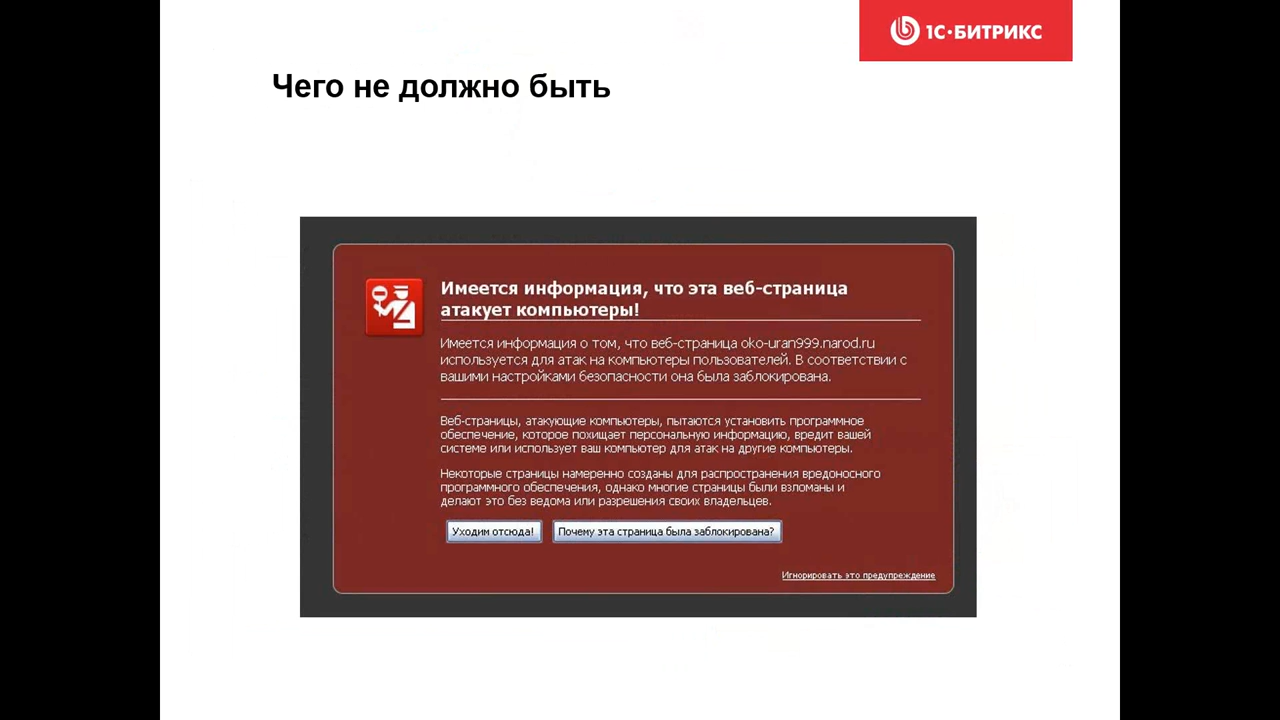 1С·БИТРИКС
Чего не должно быть
Имеется информация, что эта веб-страница
атакует компьютеры!
Имеется информация о том, что веб-страница oko-uran999.narod.ru
используется для атак на компьютеры пользователей. В соответствии с
вашими настройками безопасности она была заблокирована.
Веб-страницы, атакующие компьютеры, пытаются установить программное
обеспечение, которое похищает персональную информацию, вредит вашей
системе или использует ваш компьютер для атак на другие компьютеры.
Некоторые страницы намеренно созданы для распространения вредоносного
программного обеспечения, однако многие страницы были взломаны и
делают это без ведома или разрешения своих владельцев.
Уходим отсюда! Почему эта страница была заблокирована?
Игнорировать это предупреждение